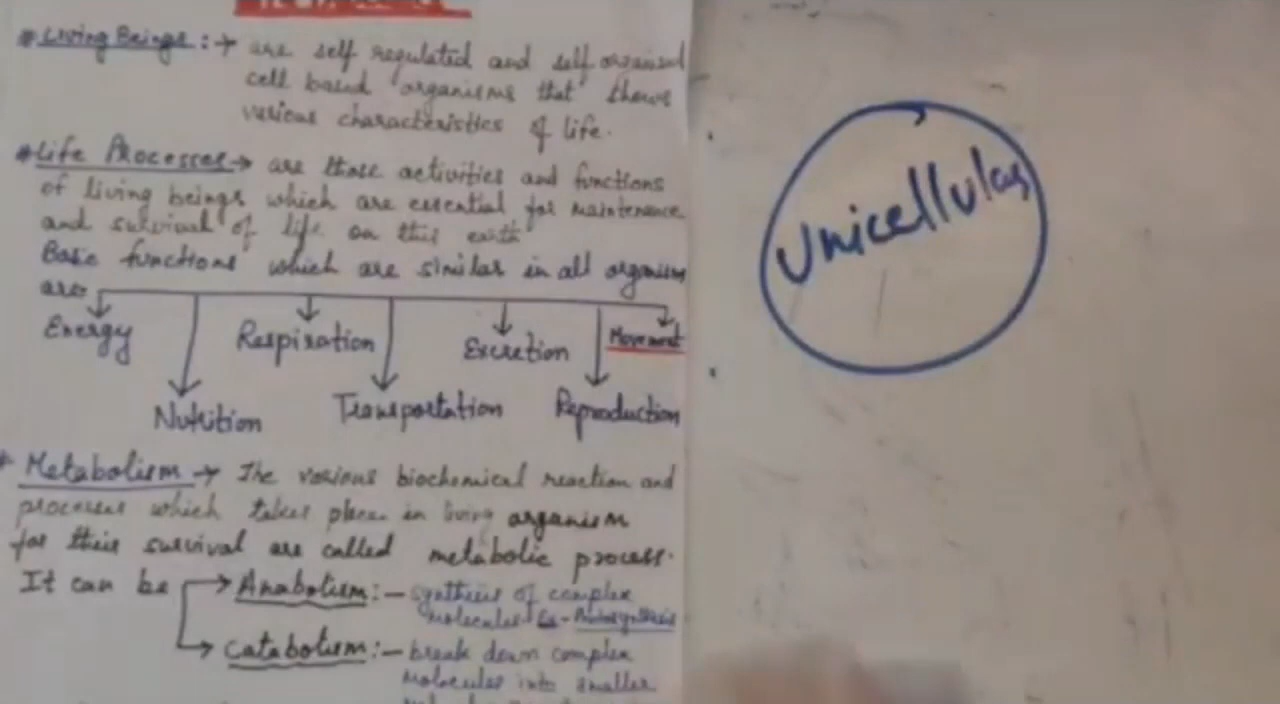 # Living Beings :→ are self regulated and self organised
cell based organisms that shows
various characteristics of life.
# Life Processes → are those activities and functions
of living beings which are essential for maintenance
and survival of life on this earth
Basic functions which are similar in all organism
are
Energy Respiration Excretion Movement
Nutrition Transportation Reproduction
* Metabolism → The various biochemical reaction and
processes which takes place in living organism
for their survival are called metabolic process.
It can be → Anabolism :- synthesis of complex
molecules Ex - Photosynthesis
→ Catabolism :- break down complex
molecules into smaller
Unicellular